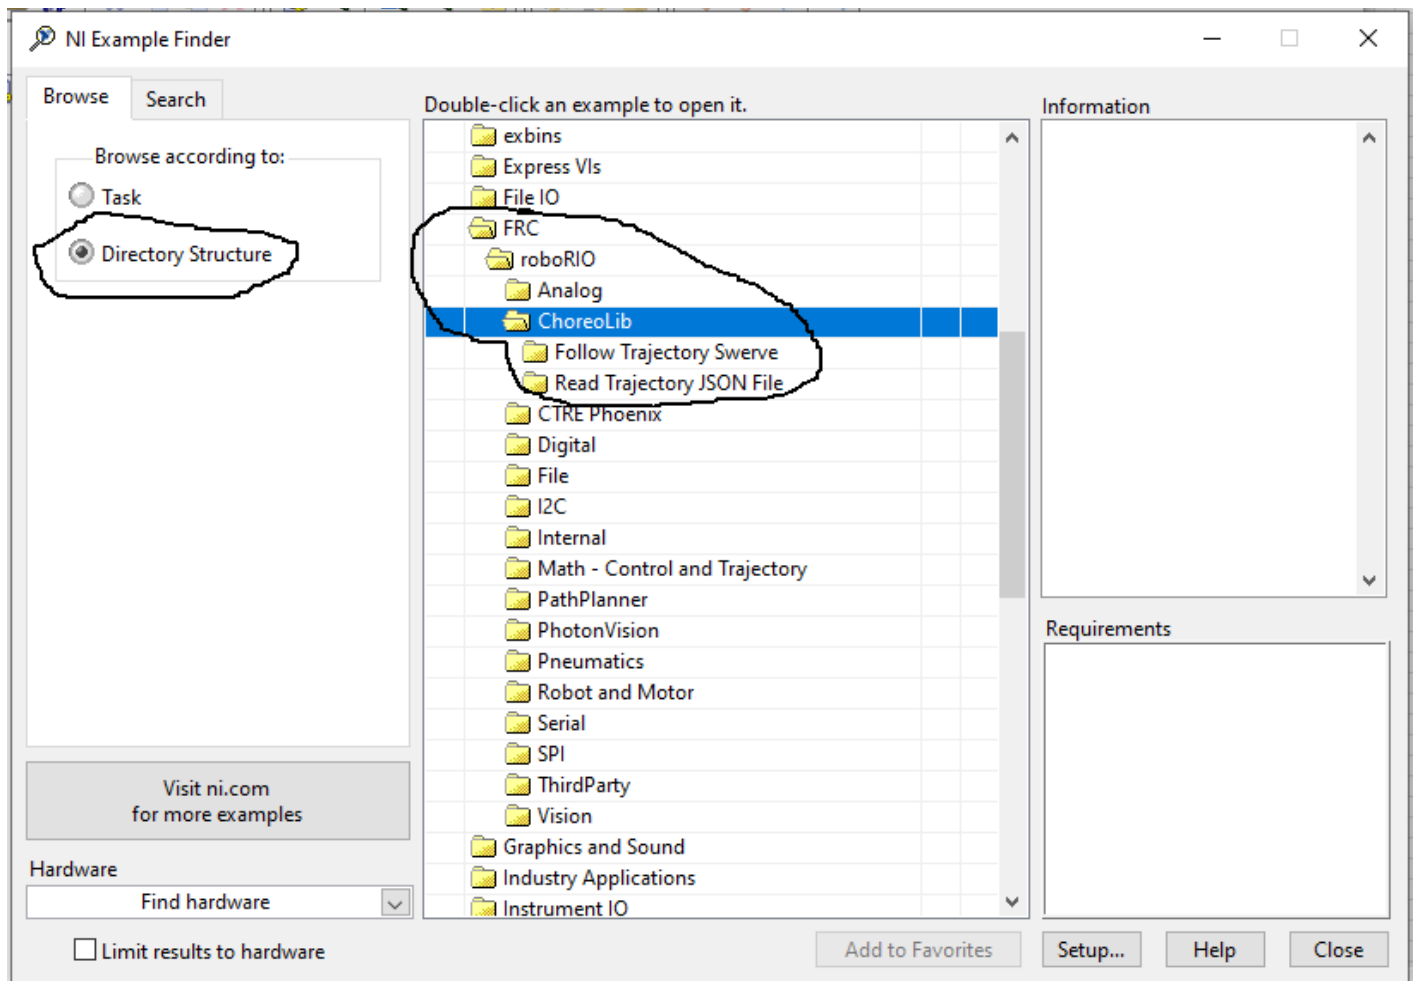 NI Example Finder
Browse
Search
Browse according to:
Task
Directory Structure
Visit ni.com
for more examples
Hardware
Find hardware
Limit results to hardware
Double-click an example to open it.
exbins
Express VIs
File IO
FRC
roboRIO
Analog
ChoreoLib
Follow Trajectory Swerve
Read Trajectory JSON File
CTRE Phoenix
Digital
File
I2C
Internal
Math - Control and Trajectory
PathPlanner
PhotonVision
Pneumatics
Robot and Motor
Serial
SPI
ThirdParty
Vision
Graphics and Sound
Industry Applications
Instrument IO
Information
Requirements
Add to Favorites
Setup...
Help
Close